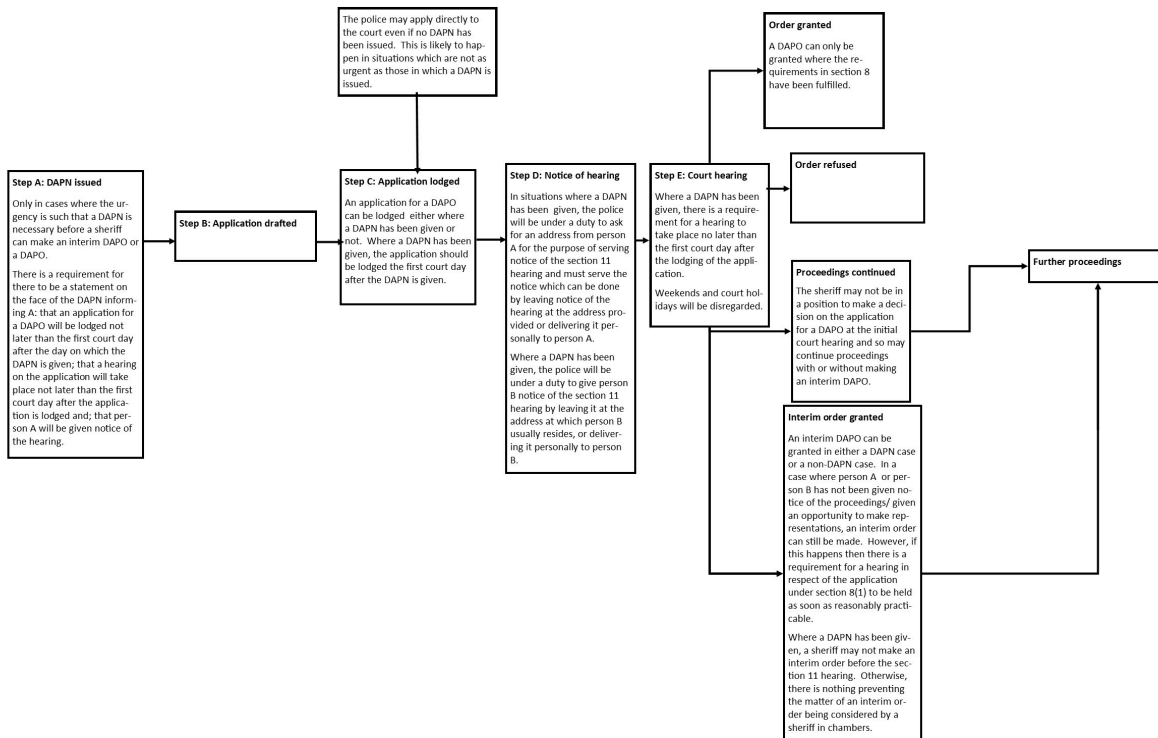 The police may apply directly to
the court even if no DAPN has
been issued.  This is likely to hap-
pen in situations which are not as
urgent as those in which a DAPN is
issued.
Order granted
A DAPO can only be
granted where the re-
quirements in section 8
have been fulfilled.
Step A: DAPN issued
Only in cases where the ur-
gency is such that a DAPN is
necessary before a sheriff
can make an interim DAPO or
a DAPO.
There is a requirement for
there to be a statement on
the face of the DAPN inform-
ing A: that an application for
a DAPO will be lodged not
later than the first court day
after the day on which the
DAPN is given; that a hearing
on the application will take
place not later than the first
court day after the applica-
tion is lodged and; that per-
son A will be given notice of
the hearing.
Step B: Application drafted
Step C: Application lodged
An application for a DAPO
can be lodged  either where
a DAPN has been given or
not.  Where a DAPN has been
given, the application should
be lodged the first court day
after the DAPN is given.
Step D: Notice of hearing
In situations where a DAPN
has been  given, the police
will be under a duty to ask
for an address from person
A for the purpose of serving
notice of the section 11
hearing and must serve the
notice which can be done
by leaving notice of the
hearing at the address pro-
vided or delivering it per-
sonally to person A.
Where a DAPN has been
given, the police will be
under a duty to give person
B notice of the section 11
hearing by leaving it at the
address at which person B
usually resides, or deliver-
ing it personally to person
B.
Step E: Court hearing
Where a DAPN has been
given, there is a require-
ment for a hearing to
take place no later than
the first court day after
the lodging of the appli-
cation.
Weekends and court hol-
idays will be disregarded.
Order refused
Proceedings continued
The sheriff may not be in
a position to make a deci-
sion on the application
for a DAPO at the initial
court hearing and so may
continue proceedings
with or without making
an interim DAPO.
Further proceedings
Interim order granted
An interim DAPO can be
granted in either a DAPN case
or a non-DAPN case.  In a
case where person A  or per-
son B has not been given no-
tice of the proceedings/ given
an opportunity to make rep-
resentations, an interim order
can still be made.  However, if
this happens then there is a
requirement for a hearing in
respect of the application
under section 8(1) to be held
as soon as reasonably practi-
cable.
Where a DAPN has been giv-
en, a sheriff may not make an
interim order before the sec-
tion 11 hearing.  Otherwise,
there is nothing preventing
the matter of an interim or-
der being considered by a
sheriff in chambers.